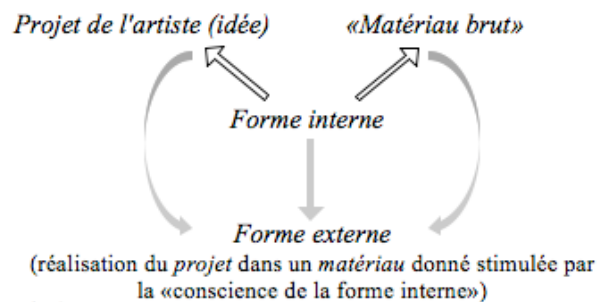 Projet de l'artiste (idée) «Matériau brut»
Forme interne
Forme externe
(réalisation du projet dans un matériau donné stimulée par
la «conscience de la forme interne»)